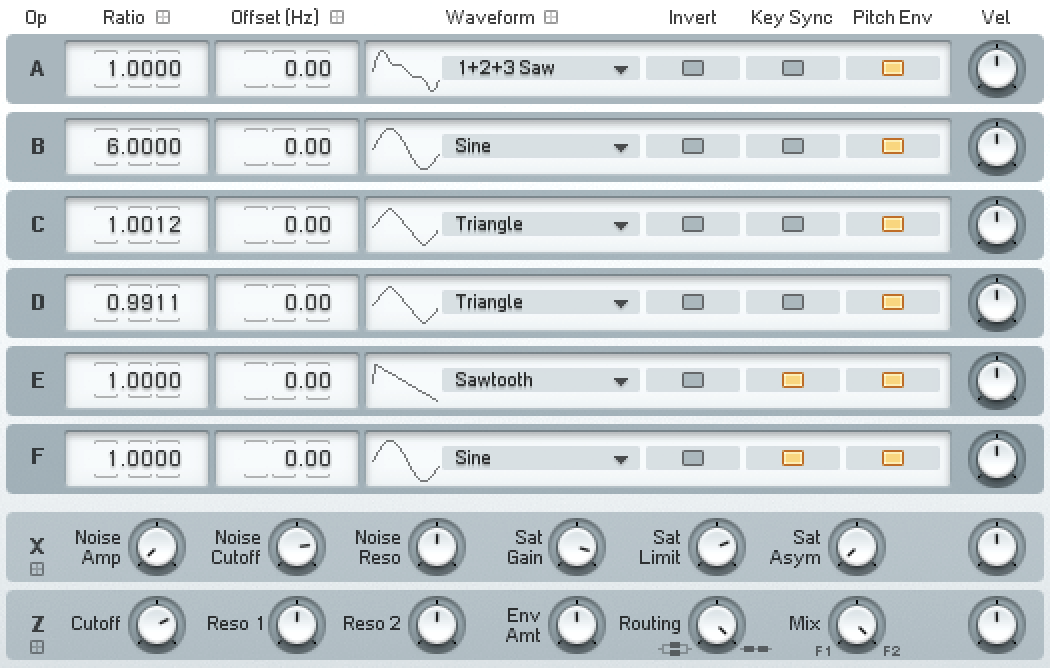 Op Ratio Offset (Hz) Waveform Invert Key Sync Pitch Env Vel
A 1.0000 0.00 1+2+3 Saw
B 6.0000 0.00 Sine
C 1.0012 0.00 Triangle
D 0.9911 0.00 Triangle
E 1.0000 0.00 Sawtooth
F 1.0000 0.00 Sine
X Noise Amp Noise Cutoff Noise Reso Sat Gain Sat Limit Sat Asym
Z Cutoff Reso 1 Reso 2 Env Amt Routing Mix F1 F2